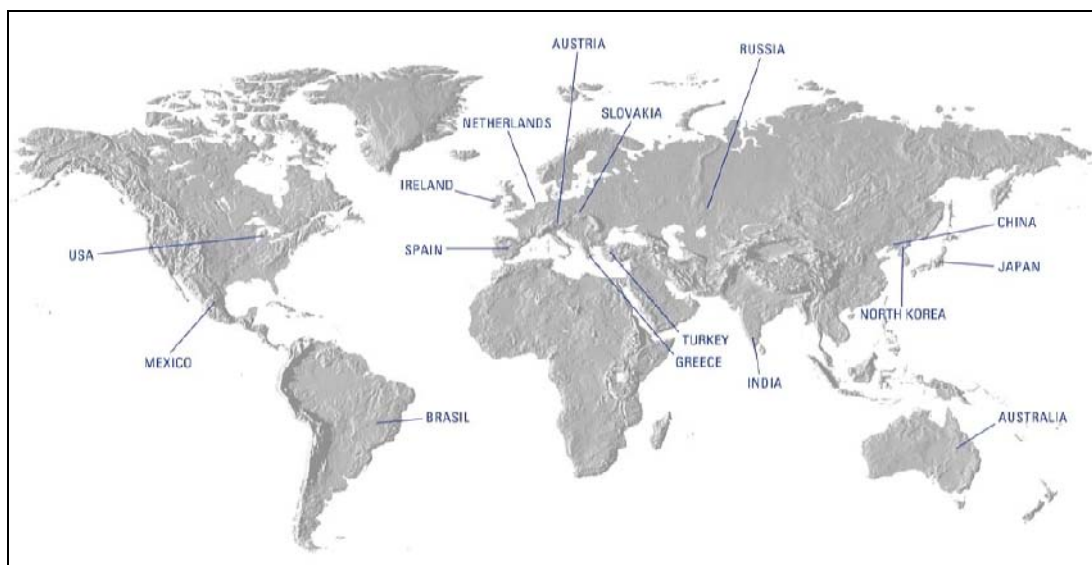 AUSTRIA
RUSSIA
NETHERLANDS
SLOVAKIA
IRELAND
USA
SPAIN
CHINA
JAPAN
NORTH KOREA
TURKEY
GREECE
MEXICO
INDIA
BRASIL
AUSTRALIA